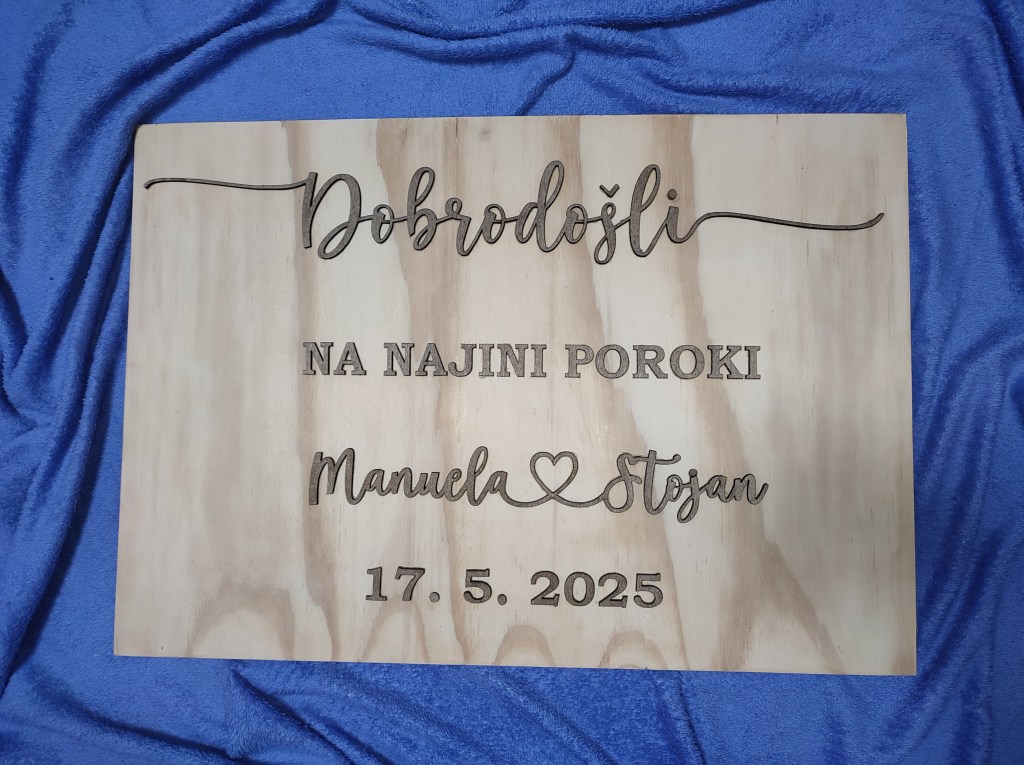 Dobrodošli
NA NAJINI POROKI
Manuela Stojan
17. 5. 2025